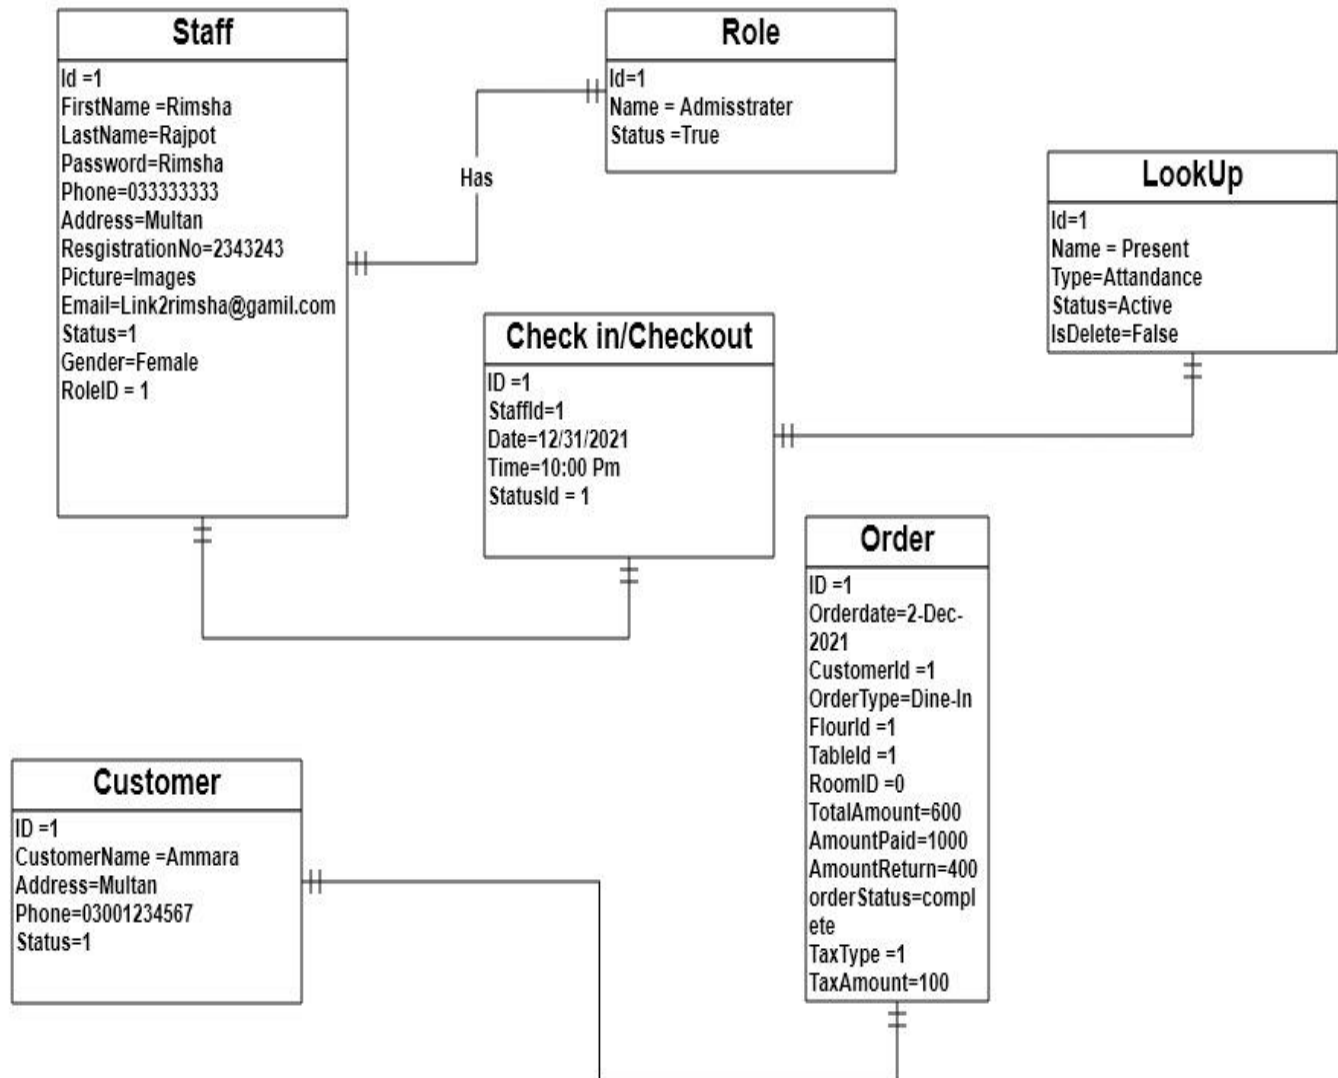 Staff
Id =1
FirstName =Rimsha
LastName=Rajpot
Password=Rimsha
Phone=033333333
Address=Multan
ResgistrationNo=2343243
Picture=Images
Email=Link2rimsha@gamil.com
Status=1
Gender=Female
RoleID = 1
Has
Role
Id=1
Name = Admisstrater
Status =True
LookUp
Id=1
Name = Present
Type=Attandance
Status=Active
IsDelete=False
Check in/Checkout
ID =1
StaffId=1
Date=12/31/2021
Time=10:00 Pm
StatusId = 1
Order
ID =1
Orderdate=2-Dec-
2021
CustomerId =1
OrderType=Dine-In
FlourId =1
TableId =1
RoomID =0
TotalAmount=600
AmountPaid=1000
AmountReturn=400
orderStatus=compl
ete
TaxType =1
TaxAmount=100
Customer
ID =1
CustomerName =Ammara
Address=Multan
Phone=03001234567
Status=1